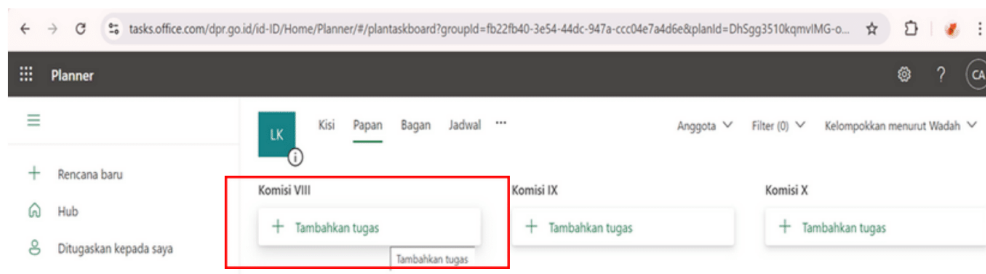 tasks.office.com/dpr.go.id/id-ID/Home/Planner/#/plantaskboard?groupId=fb22fb40-3e54-44dc-947a-ccc04e7a4d6e&planId=DhSgg3510kqmvIMG-o...
Planner
?
CA
LK
Kisi Papan Bagan Jadwal ...
Anggota Filter (0) Kelompokkan menurut Wadah
+ Rencana baru
Hub
Ditugaskan kepada saya
Komisi VIII
+ Tambahkan tugas
Tambahkan tugas
Komisi IX
+ Tambahkan tugas
Komisi X
+ Tambahkan tugas